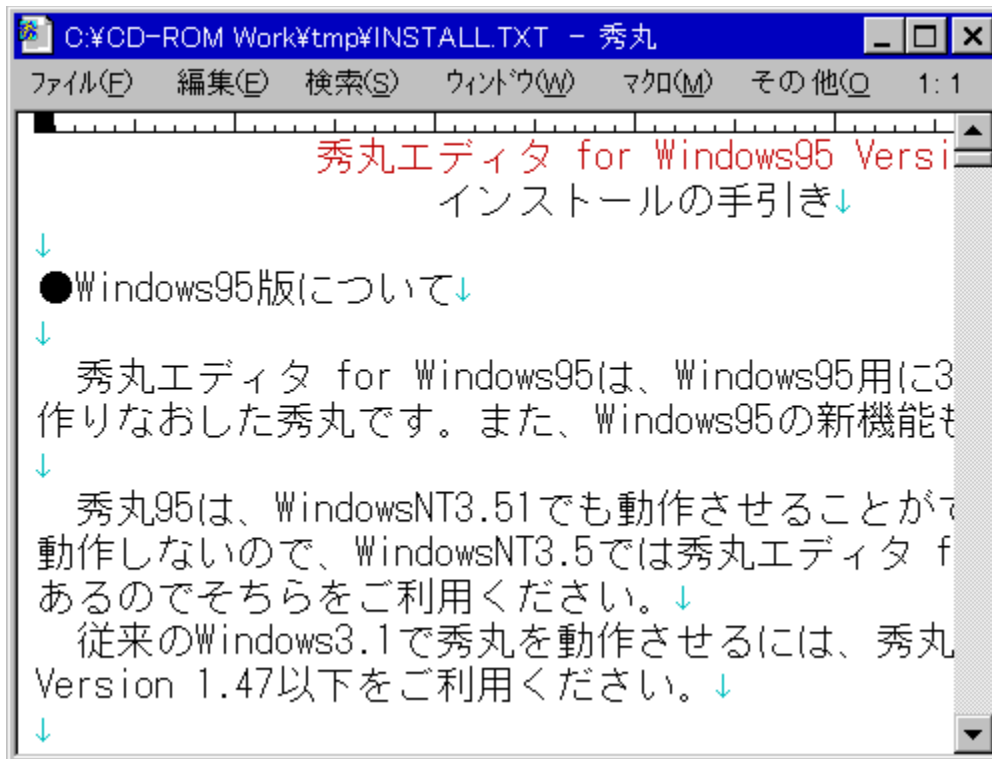 C:¥CD-ROM Work¥tmp¥INSTALL.TXT - 秀丸
ファイル(F) 編集(E) 検索(S) ウィンドウ(W) マクロ(M) その他(O 1: 1
秀丸エディタ for Windows95 Versi
インストールの手引き↓
↓
●Windows95版について↓
↓
秀丸エディタ for Windows95は、Windows95用に3
作りなおした秀丸です。また、Windows95の新機能も
↓
秀丸95は、WindowsNT3.51でも動作させることがで
動作しないので、WindowsNT3.5では秀丸エディタ f
あるのでそちらをご利用ください。↓
従来のWindows3.1で秀丸を動作させるには、秀丸
Version 1.47以下をご利用ください。↓
↓